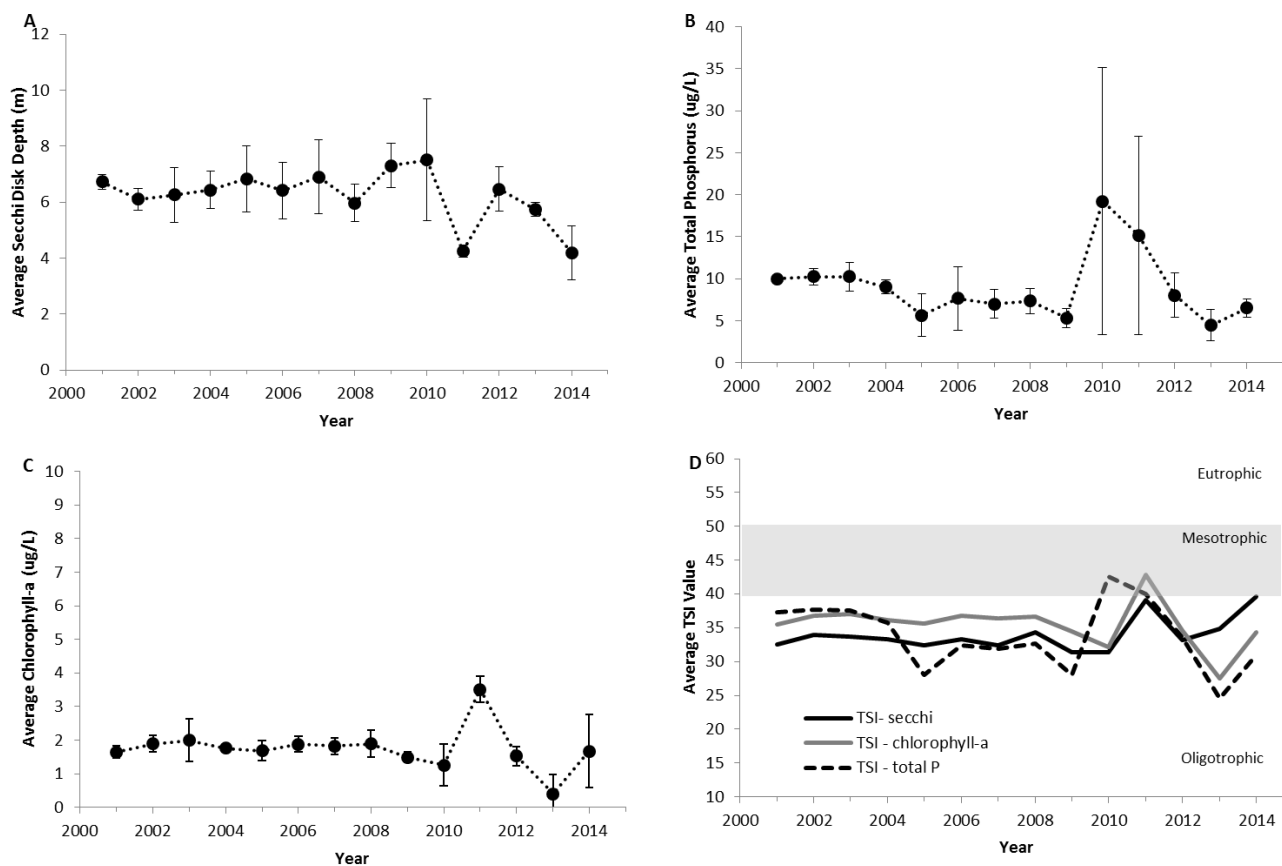 A
Average Secchi Disk Depth (m)
12
10
8
6
4
2
0
2000 2002 2004 2006 2008 2010 2012 2014
Year
B
Average Total Phosphorus (ug/L)
40
35
30
25
20
15
10
5
0
2000 2002 2004 2006 2008 2010 2012 2014
Year
C
Average Chlorophyll-a (ug/L)
10
9
8
7
6
5
4
3
2
1
0
2000 2002 2004 2006 2008 2010 2012 2014
Year
D
Average TSI Value
60
55
50
45
40
35
30
25
20
15
10
Eutrophic
Mesotrophic
Oligotrophic
TSI- secchi
TSI - chlorophyll-a
TSI - total P
2000 2002 2004 2006 2008 2010 2012 2014
Year